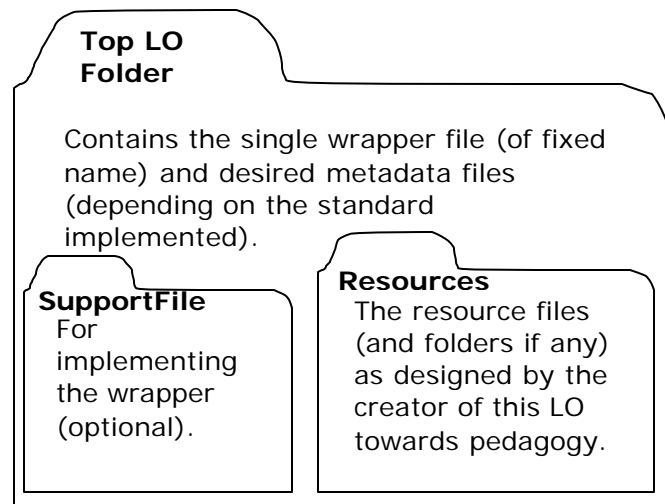 Top LO
Folder
Contains the single wrapper file (of fixed
name) and desired metadata files
(depending on the standard
implemented).
SupportFile
For
implementing
the wrapper
(optional).
Resources
The resource files
(and folders if any)
as designed by the
creator of this LO
towards pedagogy.